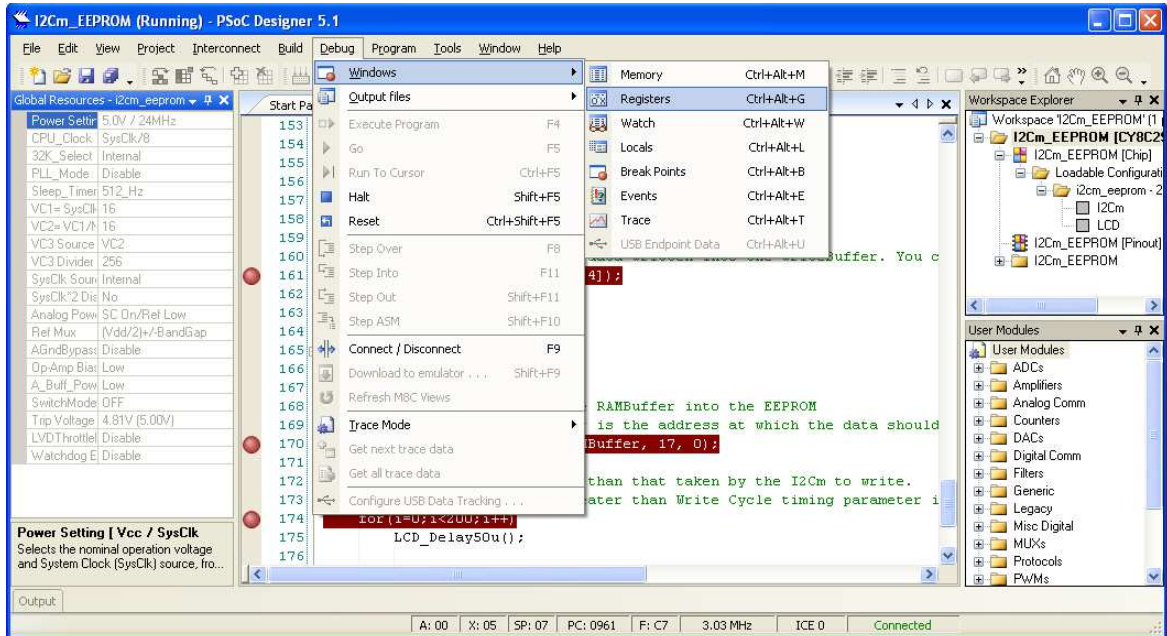 I2Cm_EEPROM (Running) - PSoC Designer 5.1
File Edit View Project Interconnect Build Debug Program Tools Window Help
Global Resources - i2cm_eeprom
Power Settir 5.0V / 24MHz
CPU_Clock SysClk/8
32K_Select Internal
PLL_Mode Disable
Sleep_Timer 512_Hz
VC1= SysCl 16
VC2= VC1/N 16
VC3 Source VC2
VC3 Divider 256
SysClk Sour Internal
SysClk*2 Dis No
Analog Pow SC On/Ref Low
Ref Mux (Vdd/2)+/-BandGap
AGndBypas Disable
Op-Amp Bia Low
A_Buff_Pow Low
SwitchMode OFF
Trip Voltage 4.81V (5.00V)
LVDThrottle Disable
Watchdog E Disable
Power Setting [ Vcc / SysClk
Selects the nominal operation voltage
and System Clock (SysClk) source, fro...
Start Pa
153
154
155
156
157
158
159
160 Buffer. You c
161 4]);
162
163
164
165
166
167
168 RAMBuffer into the EEPROM
169 is the address at which the data should
170 Buffer, 17, 0);
171
172 than that taken by the I2Cm to write.
173 eater than Write Cycle timing parameter i
174 for(i=0;i<200;i++)
175 LCD_Delay50u();
176
Windows
Output files
Execute Program F4
Go F5
Run To Cursor Ctrl+F5
Halt Shift+F5
Reset Ctrl+Shift+F5
Step Over F8
Step Into F11
Step Out Shift+F11
Step ASM Shift+F10
Connect / Disconnect F9
Download to emulator . . . Shift+F9
Refresh M8C Views
Trace Mode
Get next trace data
Get all trace data
Configure USB Data Tracking . . .
Memory Ctrl+Alt+M
Registers Ctrl+Alt+G
Watch Ctrl+Alt+W
Locals Ctrl+Alt+L
Break Points Ctrl+Alt+B
Events Ctrl+Alt+E
Trace Ctrl+Alt+T
USB Endpoint Data Ctrl+Alt+U
Workspace Explorer
Workspace 'I2Cm_EEPROM' (1
I2Cm_EEPROM [CY8C29
I2Cm_EEPROM [Chip]
Loadable Configurati
i2cm_eeprom - 2
I2Cm
LCD
I2Cm_EEPROM [Pinout]
I2Cm_EEPROM
User Modules
User Modules
ADCs
Amplifiers
Analog Comm
Counters
DACs
Digital Comm
Filters
Generic
Legacy
Misc Digital
MUXs
Protocols
PWMs
Output
A: 00 X: 05 SP: 07 PC: 0961 F: C7 3.03 MHz ICE 0 Connected